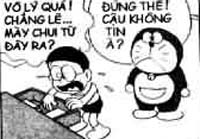 VÔ LÝ QUÁ!
CHẲNG LẼ...
MÀY CHUI TỪ
ĐÂY RA?
ĐÚNG THẾ!
CẬU KHÔNG
TIN
À?